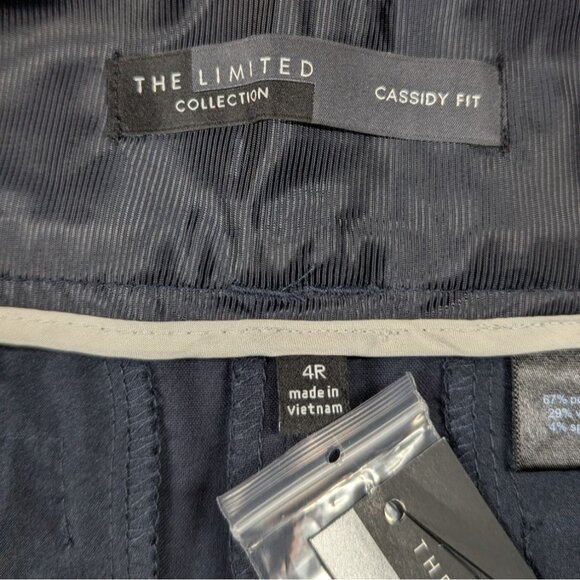 THE LIMITED
COLLECTION
CASSIDY FIT
4R
made in
Vietnam
67%
29%
4%
THE